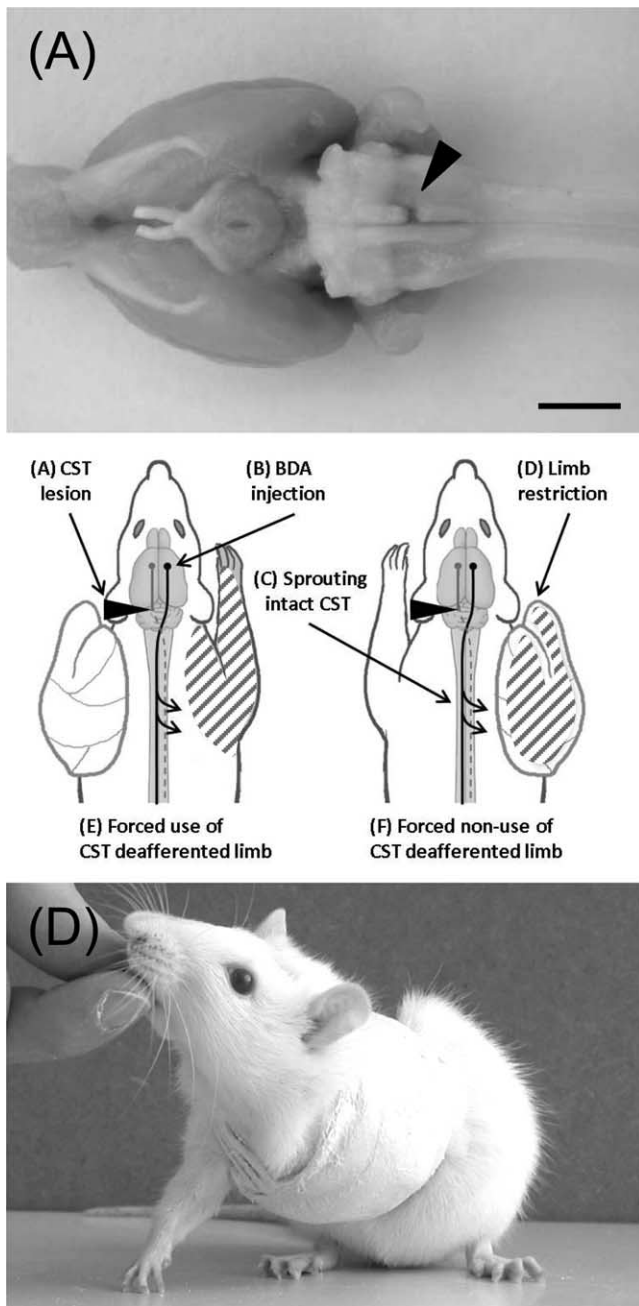 (A)
(A) CST
lesion
(B) BDA
injection
(D) Limb
restriction
(C) Sprouting
intact CST
(E) Forced use of
CST deafferented limb
(F) Forced non-use of
CST deafferented limb
(D)